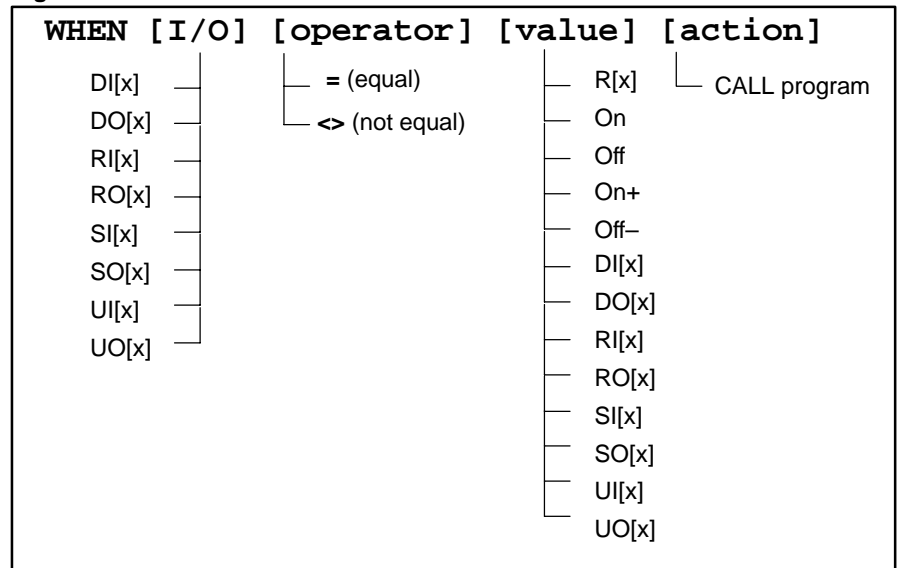 WHEN [I/O] [operator] [value] [action]
DI[x]
DO[x]
RI[x]
RO[x]
SI[x]
SO[x]
UI[x]
UO[x]
= (equal)
<> (not equal)
R[x]
On
Off
On+
Off–
DI[x]
DO[x]
RI[x]
RO[x]
SI[x]
SO[x]
UI[x]
UO[x]
CALL program